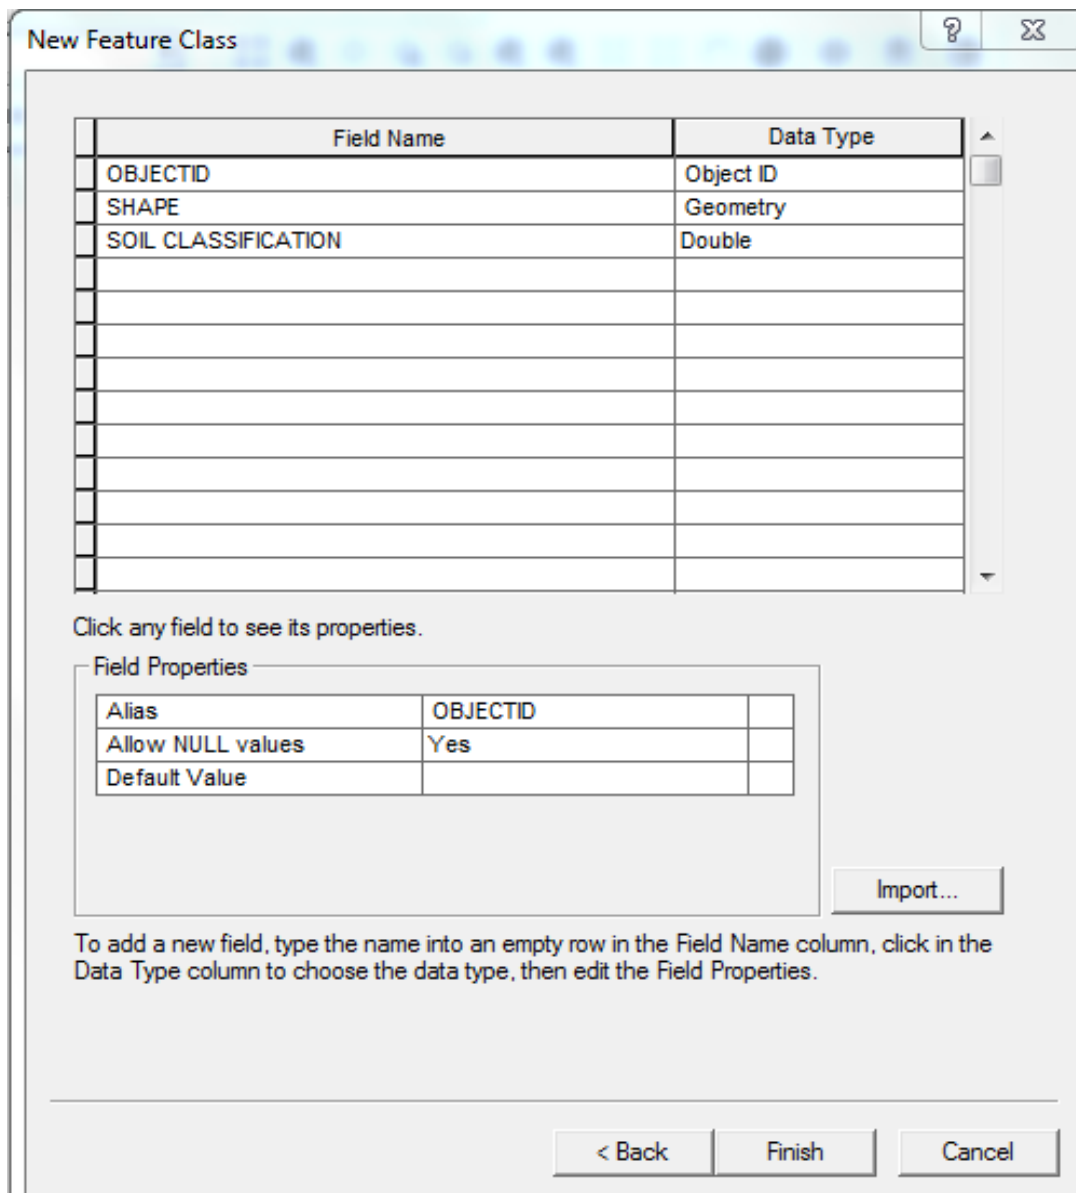 New Feature Class
Field Name Data Type
OBJECTID Object ID
SHAPE Geometry
SOIL CLASSIFICATION Double
Click any field to see its properties.
Field Properties
Alias OBJECTID
Allow NULL values Yes
Default Value
Import...
To add a new field, type the name into an empty row in the Field Name column, click in the
Data Type column to choose the data type, then edit the Field Properties.
< Back Finish Cancel